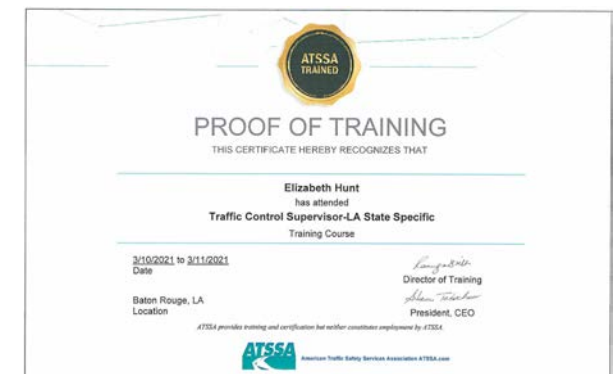 ATSSA
TRAINED
PROOF OF TRAINING
THIS CERTIFICATE HEREBY RECOGNIZES THAT
Elizabeth Hunt
has attended
Traffic Control Supervisor-LA State Specific
Training Course
3/10/2021 to 3/11/2021
Date
Director of Training
Baton Rouge, LA
Location
President, CEO
ATSSA provides training and certification but neither constitutes employment by ATSSA.
ATSSA
American Traffic Safety Services Association ATSSA.com